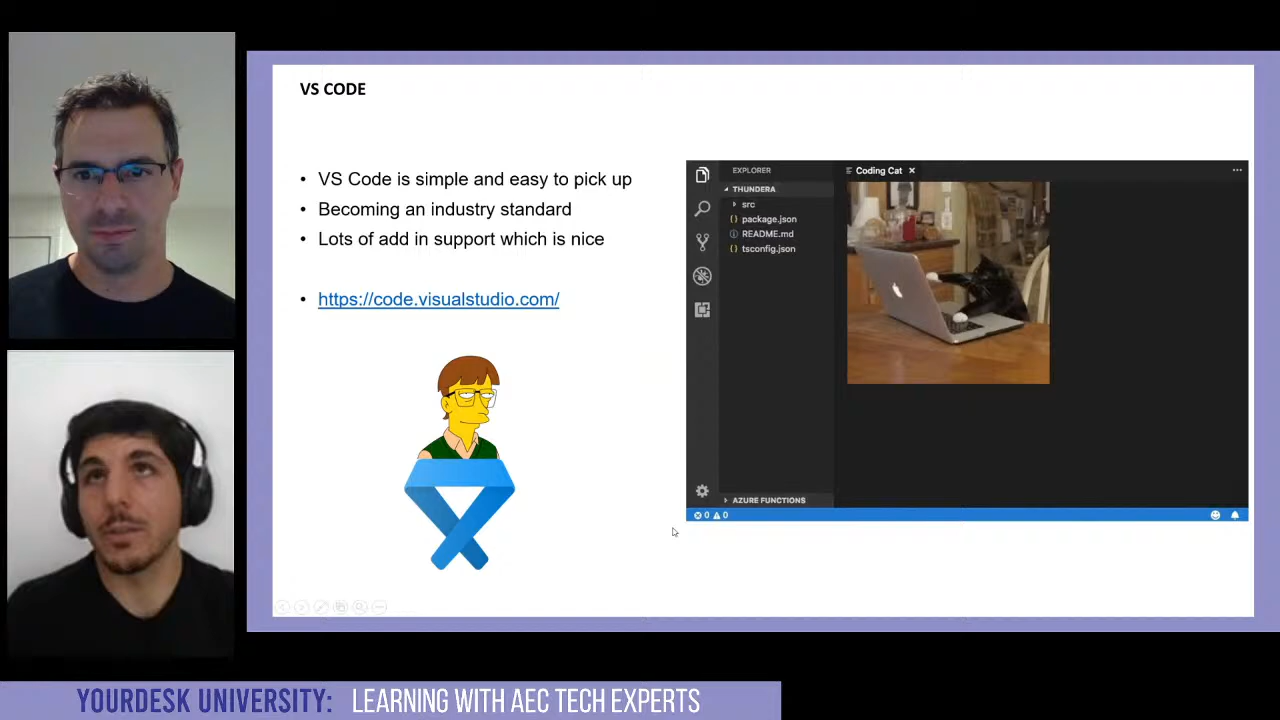 VS CODE
• VS Code is simple and easy to pick up
• Becoming an industry standard
• Lots of add in support which is nice
• https://code.visualstudio.com/
EXPLORER
THUNDERA
src
package.json
README.md
tsconfig.json
AZURE FUNCTIONS
0 0
Coding Cat
YOURDESK UNIVERSITY: LEARNING WITH AEC TECH EXPERTS